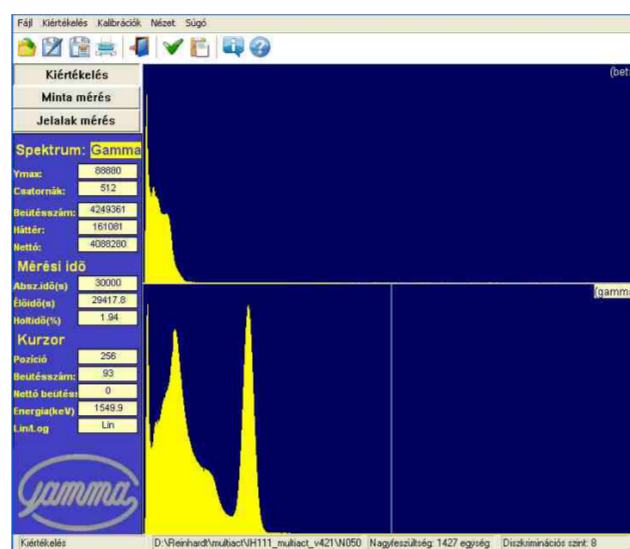 Fájl Kiértékelés Kalibrációk Nézet Súgó
Kiértékelés
Minta mérés
Jelalak mérés
Spektrum: Gamma
Ymax: 88880
Csatornák: 512
Beütésszám: 4249361
Háttér: 161081
Nettó: 4088280
Mérési idő
Absz.idő(s) 30000
Élőidő(s) 29417.8
Holtidő(%) 1.94
Kurzor
Pozíció 256
Beütésszám: 93
Nettó beütés: 0
Energia(keV) 1549.9
Lin/Log Lin
gamma
(bet
(gamma
Kiértékelés D:\Reinhardt\multiact\IH111_multiact_v421\N050 Nagyfeszültség: 1427 egység Diszkriminációs szint: 8